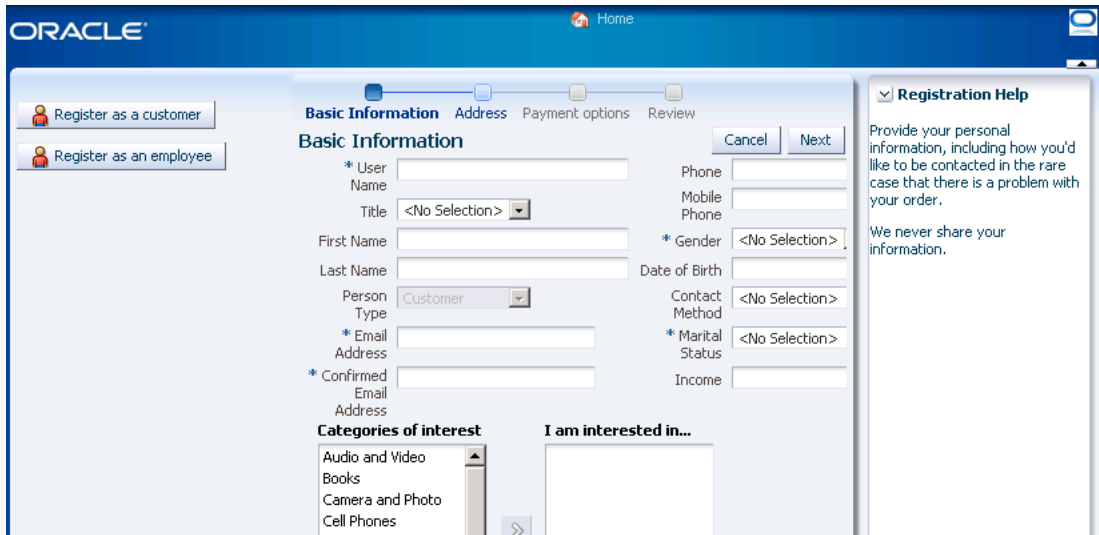 Home
ORACLE
Register as a customer
Register as an employee
Basic Information Address Payment options Review
Basic Information
Cancel Next
* User
Name
Title <No Selection>
First Name
Last Name
Person
Type
Customer
* Email
Address
* Confirmed
Email
Address
Phone
Mobile
Phone
* Gender <No Selection>
Date of Birth
Contact
Method
<No Selection>
* Marital
Status
<No Selection>
Income
Categories of interest
Audio and Video
Books
Camera and Photo
Cell Phones
I am interested in...
Registration Help
Provide your personal
information, including how you'd
like to be contacted in the rare
case that there is a problem with
your order.
We never share your
information.